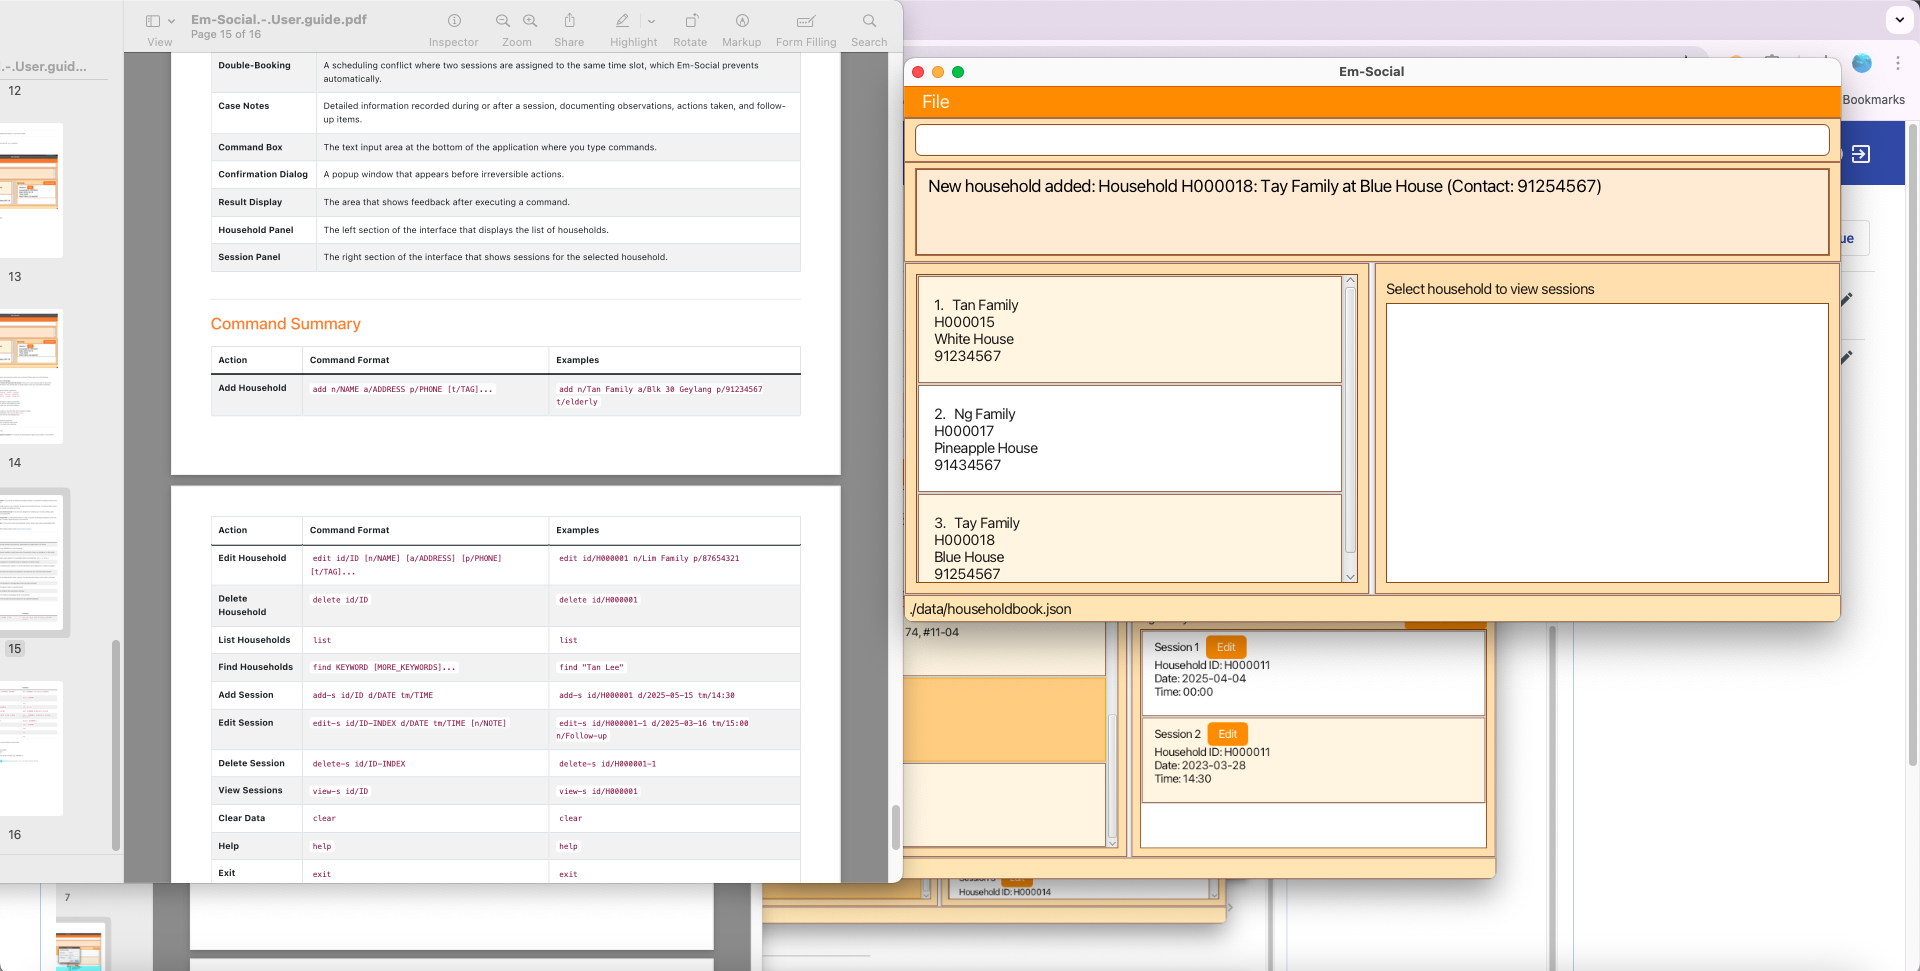 Em-Social.-.User.guide.pdf
Page 15 of 16
View
Inspector
Zoom
Share
Highlight
Rotate
Markup
Form Filling
Search
.-.User.guid...
12
13
14
15
16
7
Double-Booking
A scheduling conflict where two sessions are assigned to the same time slot, which Em-Social prevents
automatically.
Case Notes
Detailed information recorded during or after a session, documenting observations, actions taken, and follow-
up items.
Command Box
The text input area at the bottom of the application where you type commands.
Confirmation Dialog
A popup window that appears before irreversible actions.
Result Display
The area that shows feedback after executing a command.
Household Panel
The left section of the interface that displays the list of households.
Session Panel
The right section of the interface that shows sessions for the selected household.
Command Summary
Action
Command Format
Examples
Add Household
add n/NAME a/ADDRESS p/PHONE [t/TAG]...
add n/Tan Family a/Blk 30 Geylang p/91234567
t/elderly
Action
Command Format
Examples
Edit Household
edit id/ID [n/NAME] [a/ADDRESS] [p/PHONE]
[t/TAG]...
edit id/H000001 n/Lim Family p/87654321
Delete
Household
delete id/ID
delete id/H000001
List Households
list
list
Find Households
find KEYWORD [MORE_KEYWORDS]...
find "Tan Lee"
Add Session
add-s id/ID d/DATE tm/TIME
add-s id/H000001 d/2025-05-15 tm/14:30
Edit Session
edit-s id/ID-INDEX d/DATE tm/TIME [n/NOTE]
edit-s id/H000001-1 d/2025-03-16 tm/15:00
n/Follow-up
Delete Session
delete-s id/ID-INDEX
delete-s id/H000001-1
View Sessions
view-s id/ID
view-s id/H000001
Clear Data
clear
clear
Help
help
help
Exit
exit
exit
Em-Social
File
New household added: Household H000018: Tay Family at Blue House (Contact: 91254567)
1. Tan Family
H000015
White House
91234567
2. Ng Family
H000017
Pineapple House
91434567
3. Tay Family
H000018
Blue House
91254567
Select household to view sessions
./data/householdbook.json
Bookmarks
ue
74, #11-04
Session 1
Edit
Household ID: H000011
Date: 2025-04-04
Time: 00:00
Session 2
Edit
Household ID: H000011
Date: 2023-03-28
Time: 14:30
Household ID: H000014